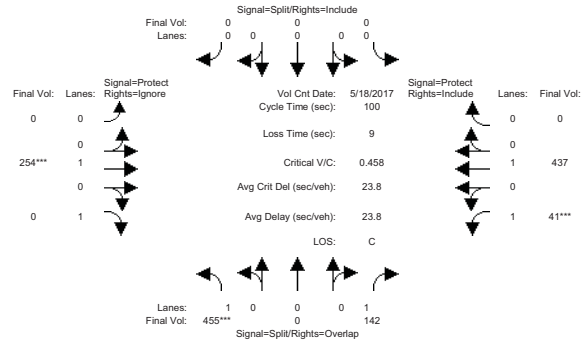 Signal=Split/Rights=Include
Final Vol: 0 0 0
Lanes: 0 0 0 0 0
Signal=Protect Signal=Protect
Final Vol: Lanes: Rights=Ignore Vol Cnt Date: 5/18/2017 Rights=Include Lanes: Final Vol:
Cycle Time (sec): 100
0 0 0 0
Loss Time (sec): 9
0 0
254*** 1 Critical V/C: 0.458 1 437
0 Avg Crit Del (sec/veh): 23.8 0
0 1 Avg Delay (sec/veh): 23.8 1 41***
LOS: C
Lanes: 1 0 0 0 1
Final Vol: 455*** 0 142
Signal=Split/Rights=Overlap